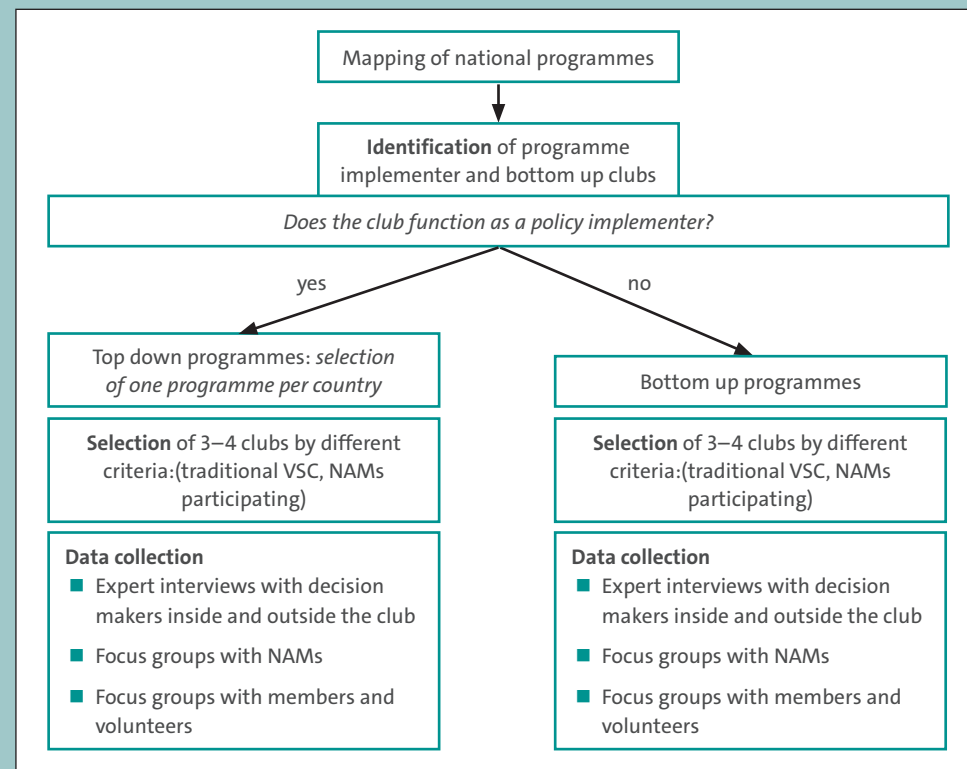 Mapping of national programmes
Identification of programme
implementer and bottom up clubs
Does the club function as a policy implementer?
yes
no
Top down programmes: selection
of one programme per country
Selection of 3–4 clubs by different
criteria:(traditional VSC, NAMs
participating)
Data collection
■ Expert interviews with decision
makers inside and outside the club
■ Focus groups with NAMs
■ Focus groups with members and
volunteers
Bottom up programmes
Selection of 3–4 clubs by different
criteria:(traditional VSC, NAMs
participating)
Data collection
■ Expert interviews with decision
makers inside and outside the club
■ Focus groups with NAMs
■ Focus groups with members and
volunteers